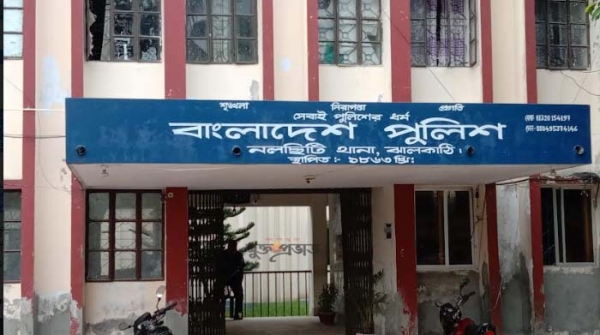 শৃংখলা নিরাপত্তা প্রগতি
সেবাই পুলিশের ধর্ম
বাংলাদেশ পুলিশ
নলছিটি থানা, ঝালকাঠি।
স্থাপিত:- ১৮৬৩ খ্রি: